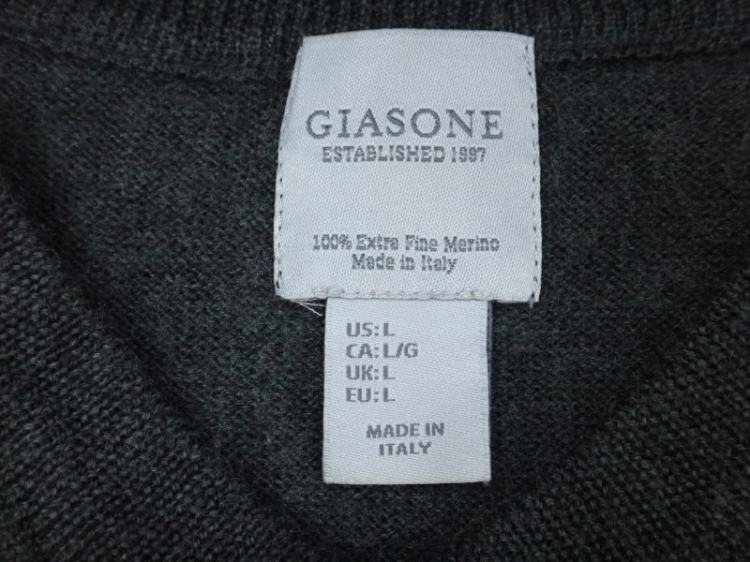 GIASONE
ESTABLISHED 1997
100% Extra Fine Merino
Made in Italy
US: L
CA: L/G
UK: L
EU: L
MADE IN
ITALY